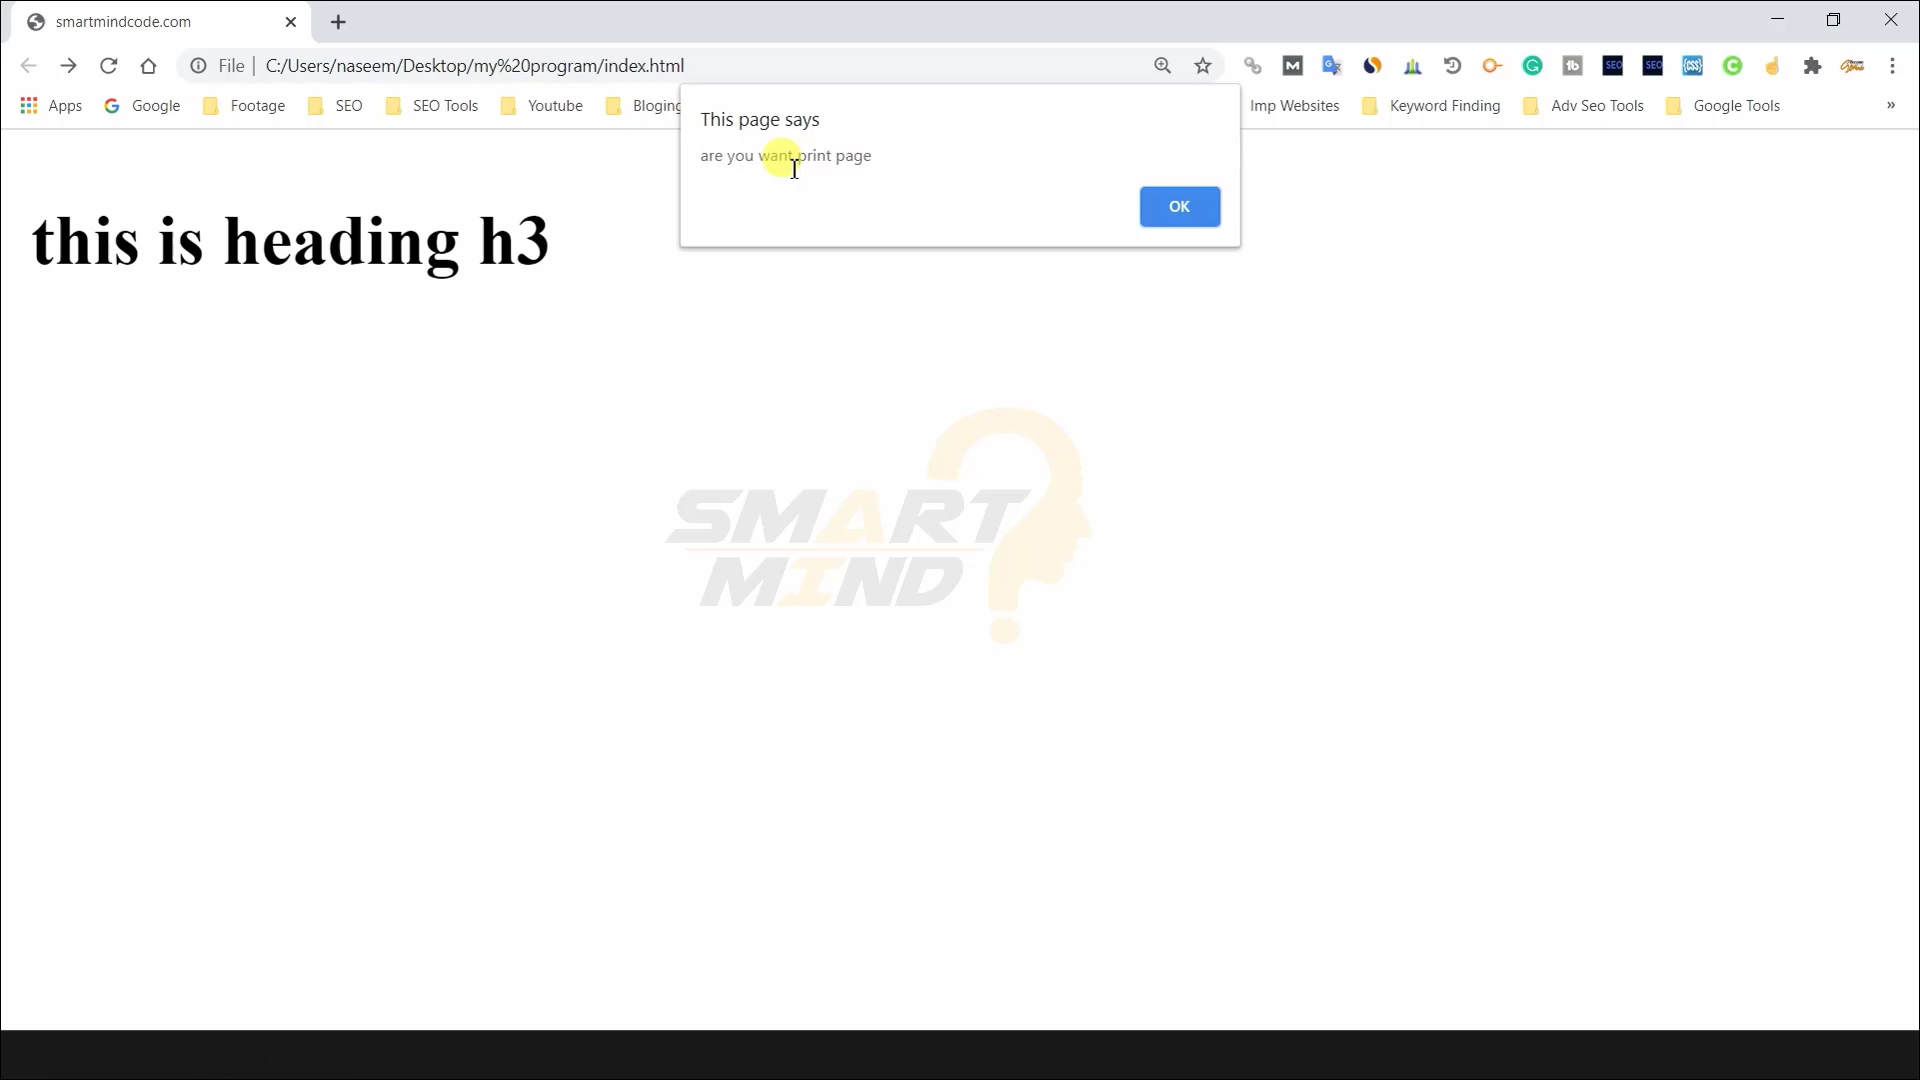 smartmindcode.com
File
C:/Users/naseem/Desktop/my%20program/index.html
Apps
Google
Footage
SEO
SEO Tools
Youtube
Bloging
Imp Websites
Keyword Finding
Adv Seo Tools
Google Tools
»
This page says
are you want print page
OK
this is heading h3
SMART
MIND